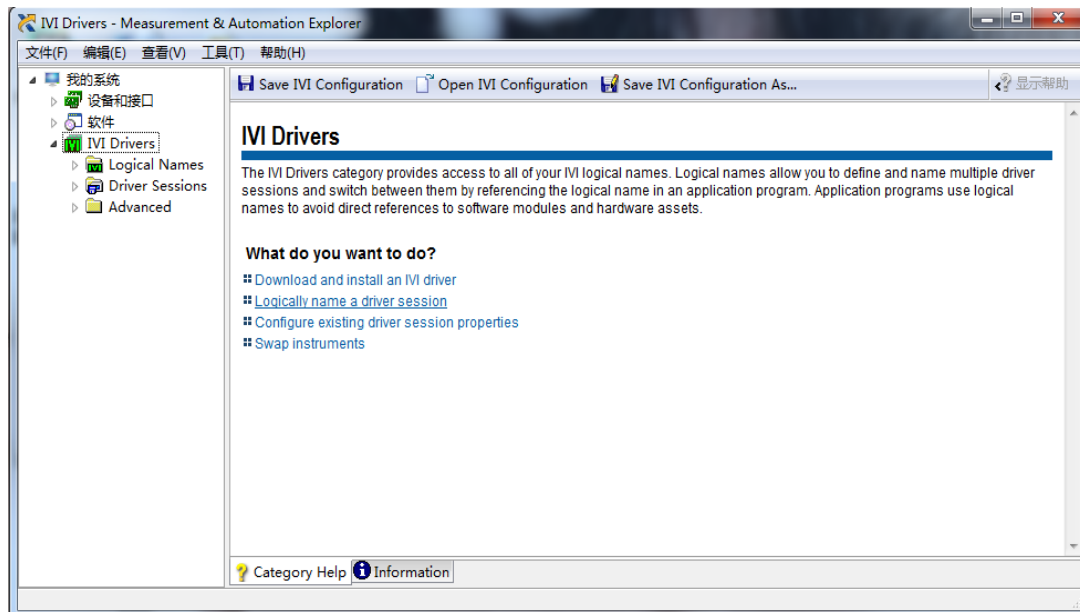 IVI Drivers - Measurement & Automation Explorer
文件(F) 编辑(E) 查看(V) 工具(T) 帮助(H)
我的系统
设备和接口
软件
IVI Drivers
Logical Names
Driver Sessions
Advanced
Save IVI Configuration Open IVI Configuration Save IVI Configuration As... 显示帮助
IVI Drivers
The IVI Drivers category provides access to all of your IVI logical names. Logical names allow you to define and name multiple driver
sessions and switch between them by referencing the logical name in an application program. Application programs use logical
names to avoid direct references to software modules and hardware assets.
What do you want to do?
Download and install an IVI driver
Logically name a driver session
Configure existing driver session properties
Swap instruments
Category Help Information